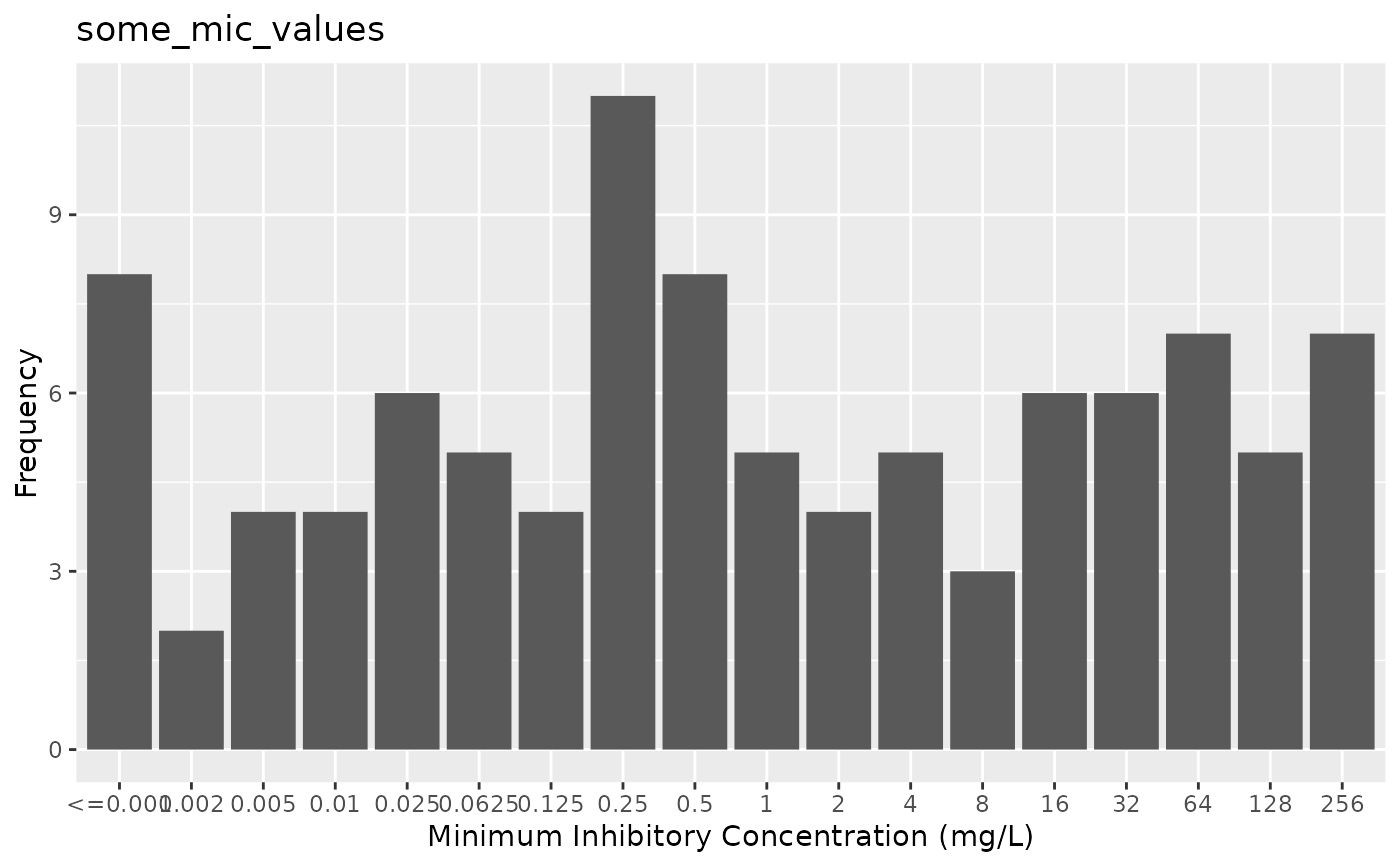 some_mic_values
Frequency
9
6
3
0
<=0.001 0.002 0.005 0.01 0.025 0.0625 0.125 0.25 0.5 1 2 4 8 16 32 64 128 256
Minimum Inhibitory Concentration (mg/L)